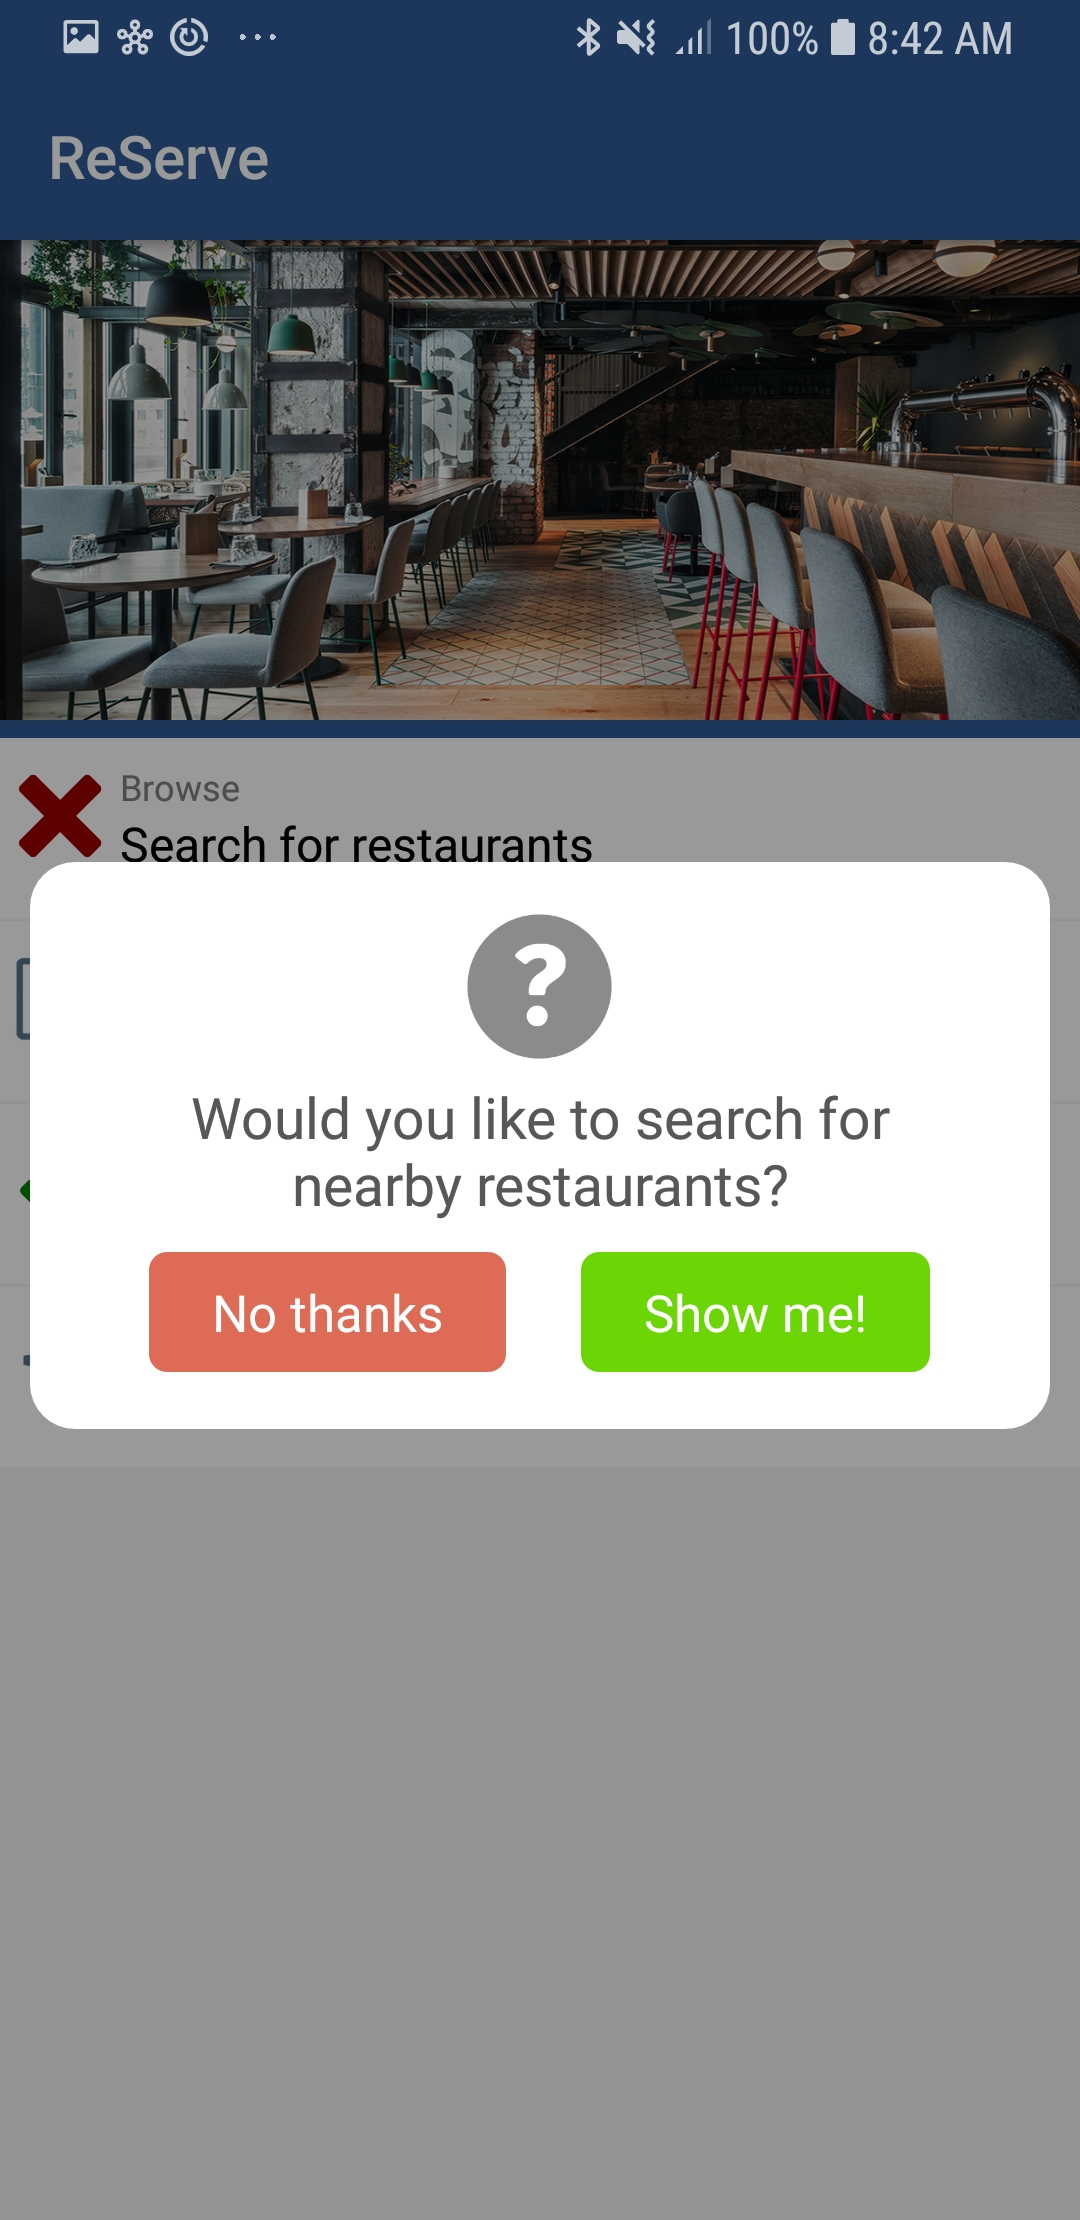 100% 8:42 AM
ReServe
Browse
Search for restaurants
?
Would you like to search for
nearby restaurants?
No thanks
Show me!